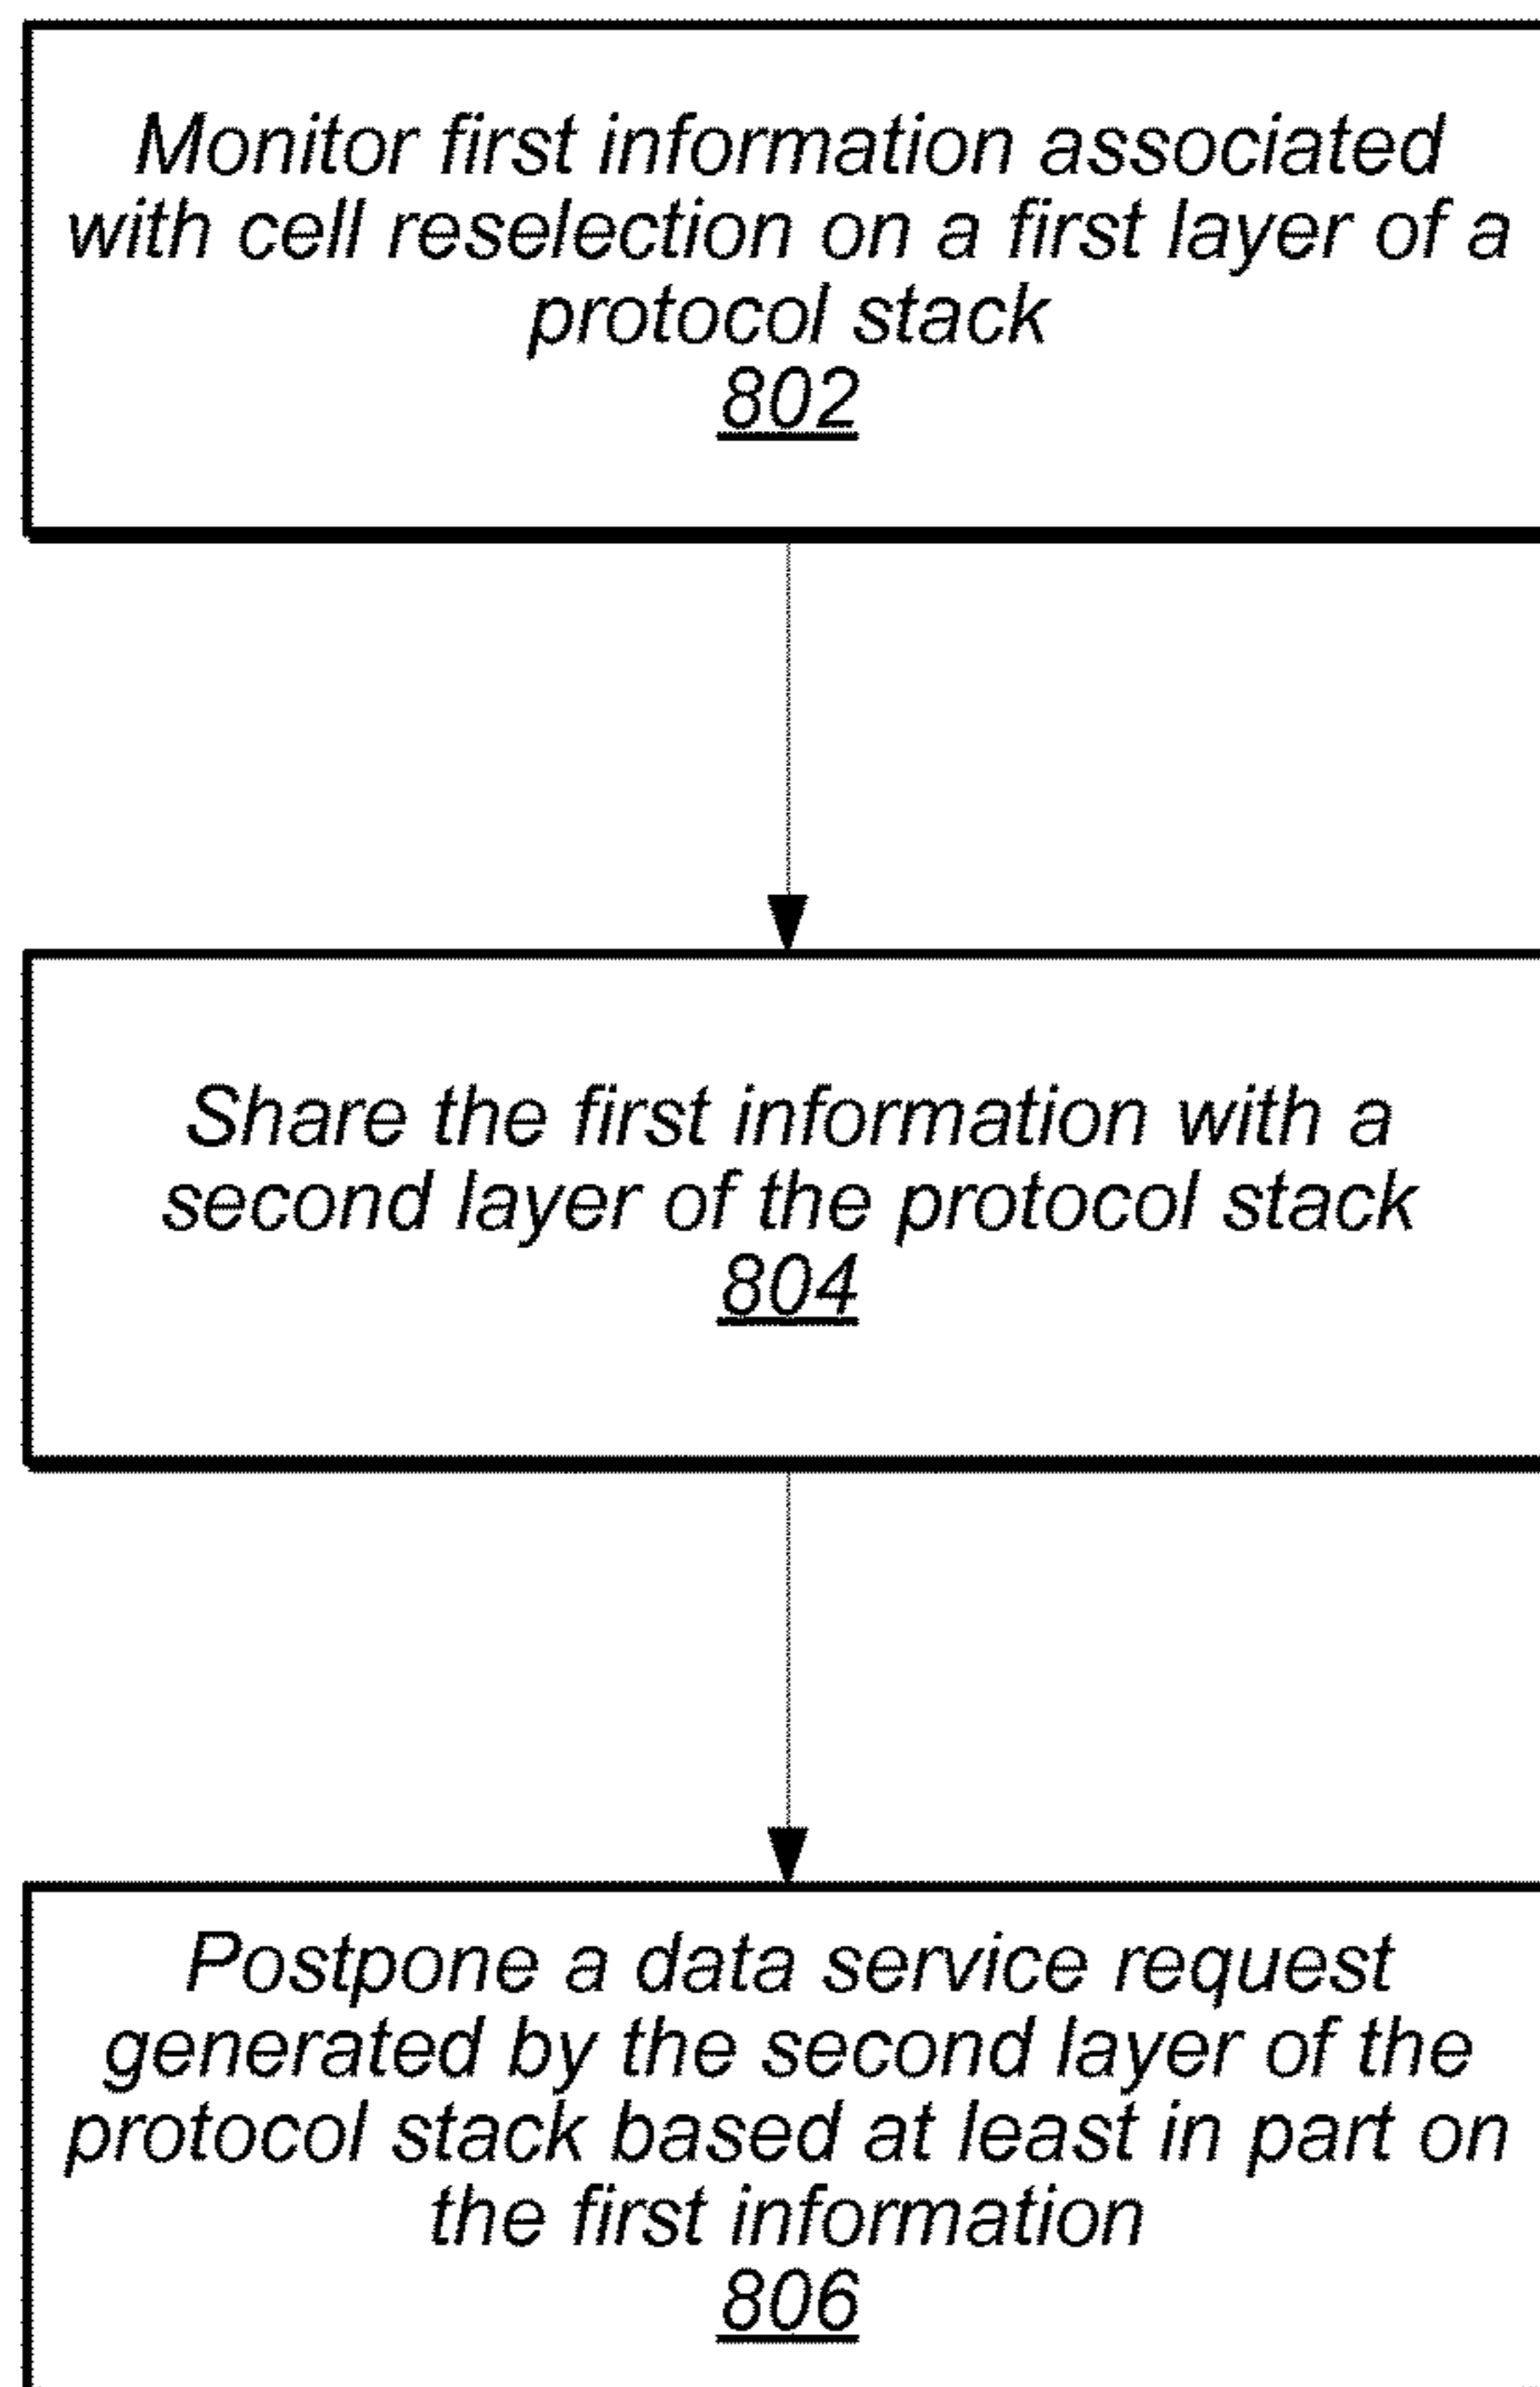 Monitor first information associated
with cell reselection on a first layer of a
protocol stack
802
Share the first information with a
second layer of the protocol stack
804
Postpone a data service request
generated by the second layer of the
protocol stack based at least in part on
the first information
806